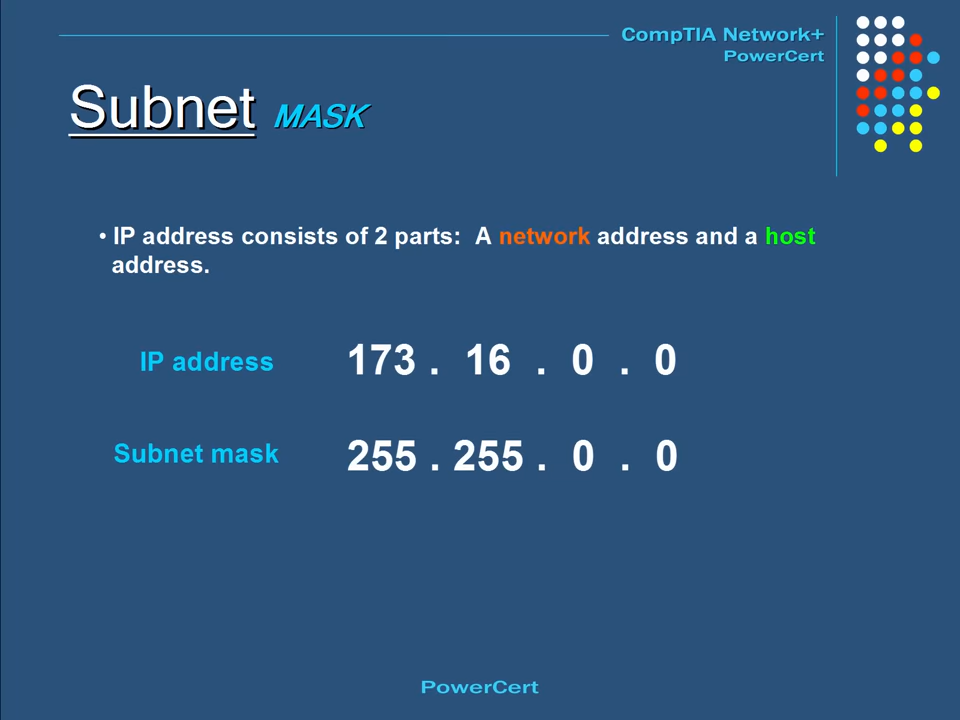 CompTIA Network+
PowerCert
Subnet MASK
• IP address consists of 2 parts: A network address and a host
address.
IP address 173 . 16 . 0 . 0
Subnet mask 255 . 255 . 0 . 0
PowerCert